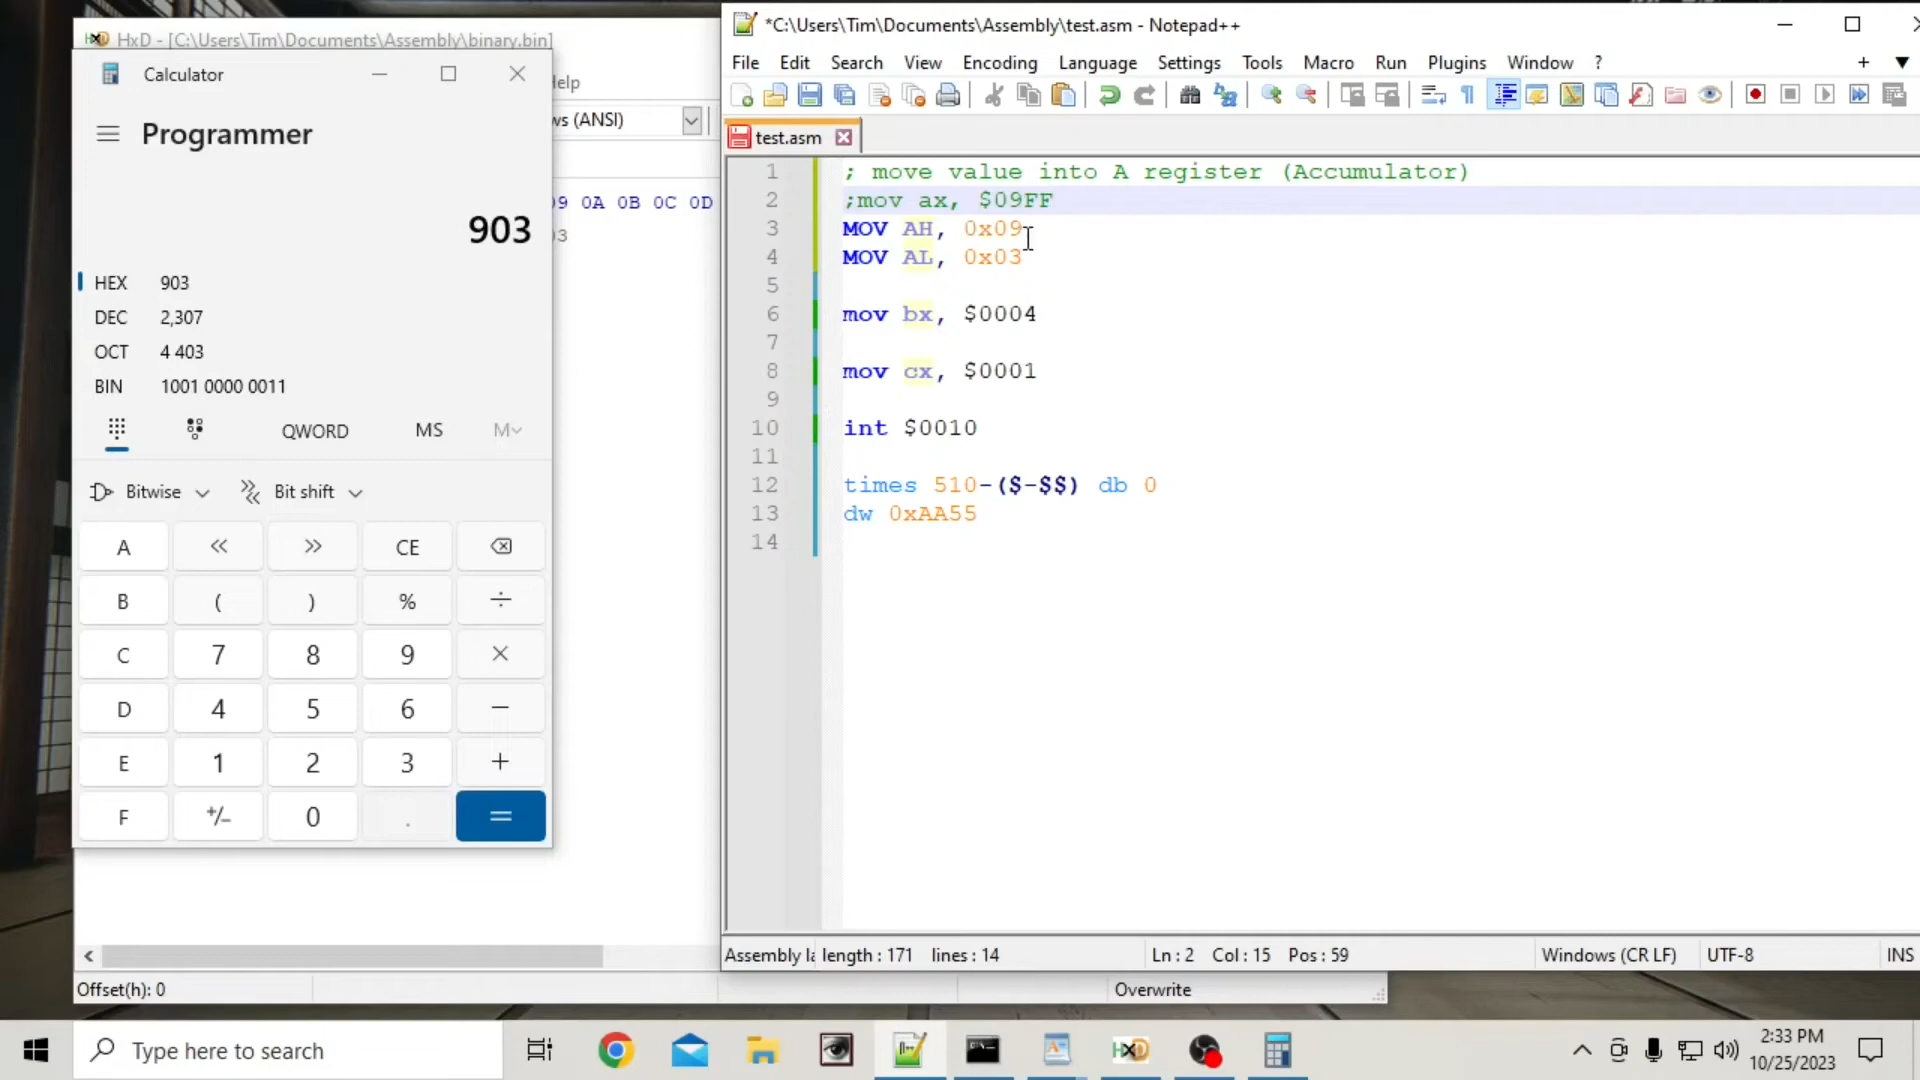 HxD - [C:\Users\Tim\Documents\Assembly\binary.bin]
elp
ws (ANSI)
09 0A 0B 0C 0D
03
Calculator
Programmer
903
HEX 903
DEC 2,307
OCT 4 403
BIN 1001 0000 0011
QWORD MS M
Bitwise Bit shift
A << >> CE
B ( ) % ÷
C 7 8 9 ×
D 4 5 6 −
E 1 2 3 +
F +/− 0 . =
Offset(h): 0
Overwrite
*C:\Users\Tim\Documents\Assembly\test.asm - Notepad++
File Edit Search View Encoding Language Settings Tools Macro Run Plugins Window ? + ▼
test.asm
1 ; move value into A register (Accumulator)
2 ;mov ax, $09FF
3 MOV AH, 0x09
4 MOV AL, 0x03
5
6 mov bx, $0004
7
8 mov cx, $0001
9
10 int $0010
11
12 times 510-($-$$) db 0
13 dw 0xAA55
14
Assembly la length : 171 lines : 14 Ln : 2 Col : 15 Pos : 59 Windows (CR LF) UTF-8 INS
Type here to search
2:33 PM
10/25/2023